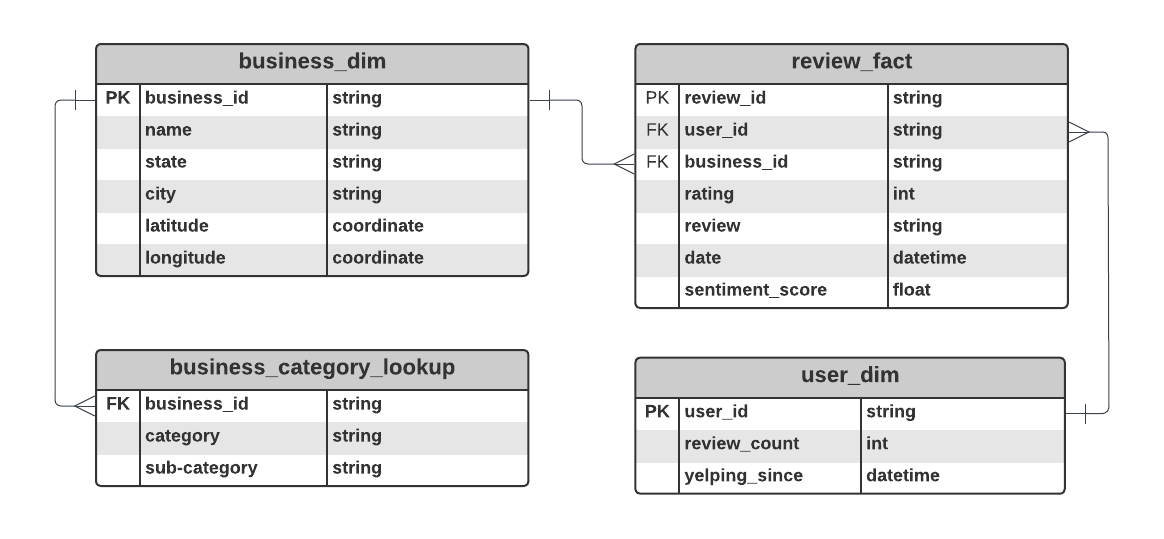 business_dim
PK business_id string
name string
state string
city string
latitude coordinate
longitude coordinate
review_fact
PK review_id string
FK user_id string
FK business_id string
rating int
review string
date datetime
sentiment_score float
business_category_lookup
FK business_id string
category string
sub-category string
user_dim
PK user_id string
review_count int
yelping_since datetime